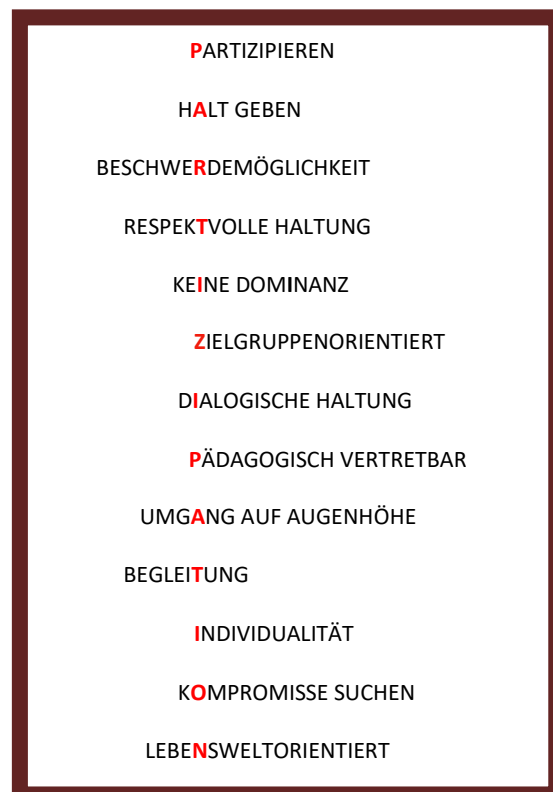 PARTIZIPIEREN
HALT GEBEN
BESCHWERDEMÖGLICHKEIT
RESPEKTVOLLE HALTUNG
KEINE DOMINANZ
ZIELGRUPPENORIENTIERT
DIALOGISCHE HALTUNG
PÄDAGOGISCH VERTRETBAR
UMGANG AUF AUGENHÖHE
BEGLEITUNG
INDIVIDUALITÄT
KOMPROMISSE SUCHEN
LEBENSWELTORIENTIERT